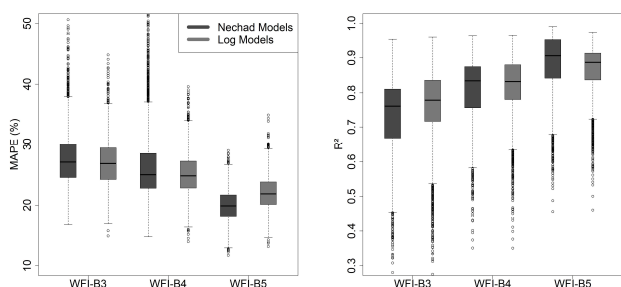 MAPE (%)
50
40
30
20
10
Nechad Models
Log Models
WFI-B3 WFI-B4 WFI-B5
R²
1.0
0.9
0.8
0.7
0.6
0.5
0.4
0.3
WFI-B3 WFI-B4 WFI-B5